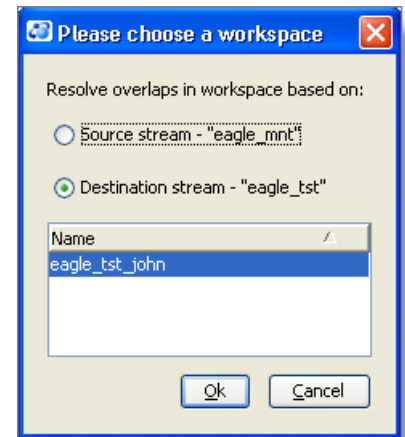 Please choose a workspace
Resolve overlaps in workspace based on:
Source stream - "eagle_mnt"
Destination stream - "eagle_tst"
Name
eagle_tst_john
Ok
Cancel